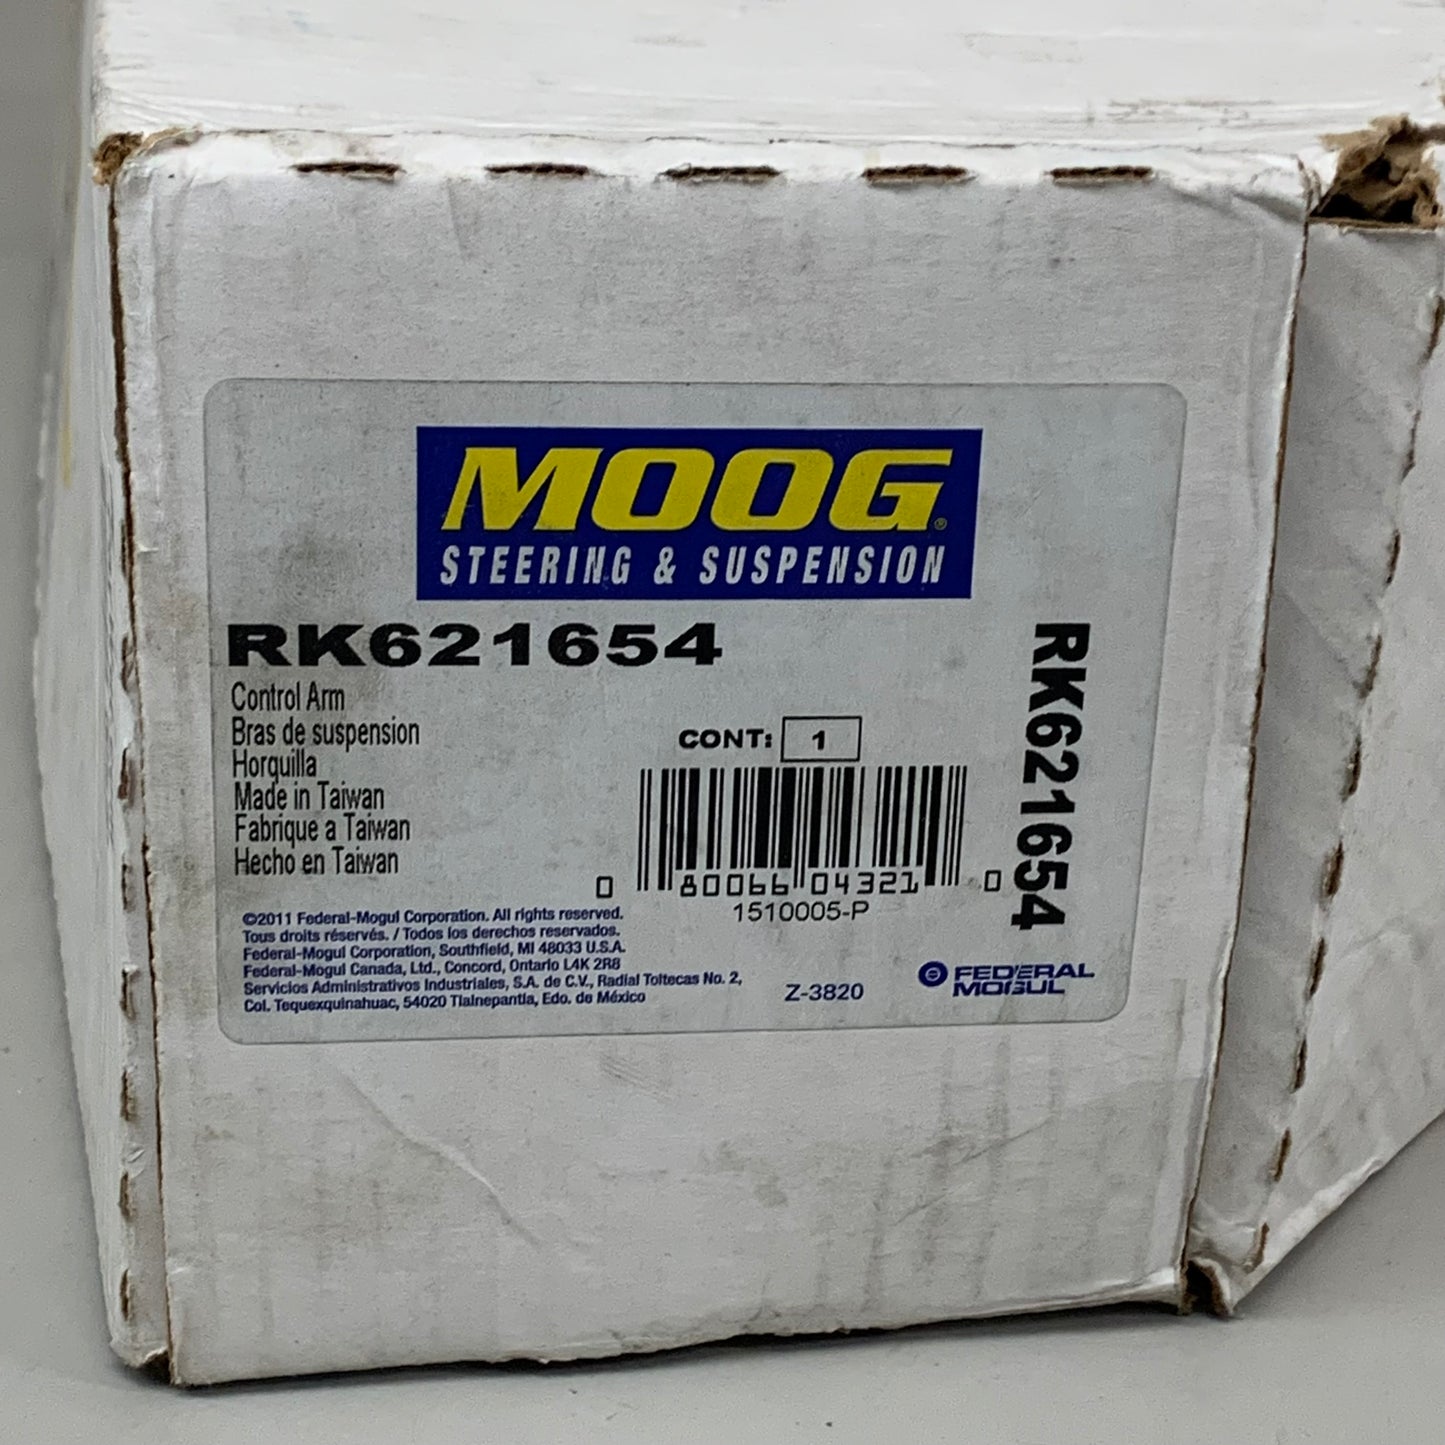 MOOG®
STEERING & SUSPENSION
RK621654
Control Arm
Bras de suspension
Horquilla
Made in Taiwan
Fabrique a Taiwan
Hecho en Taiwan
CONT: 1
0 80066 04321 0
1510005-P
RK621654
©2011 Federal-Mogul Corporation. All rights reserved.
Tous droits réservés. / Todos los derechos reservados.
Federal-Mogul Corporation, Southfield, MI 48033 U.S.A.
Federal-Mogul Canada, Ltd., Concord, Ontario L4K 2R8
Servicios Administrativos Industriales, S.A. de C.V., Radial Toltecas No. 2,
Col. Tequexquinahuac, 54020 Tlalnepantla, Edo. de México
Z-3820
FEDERAL
MOGUL